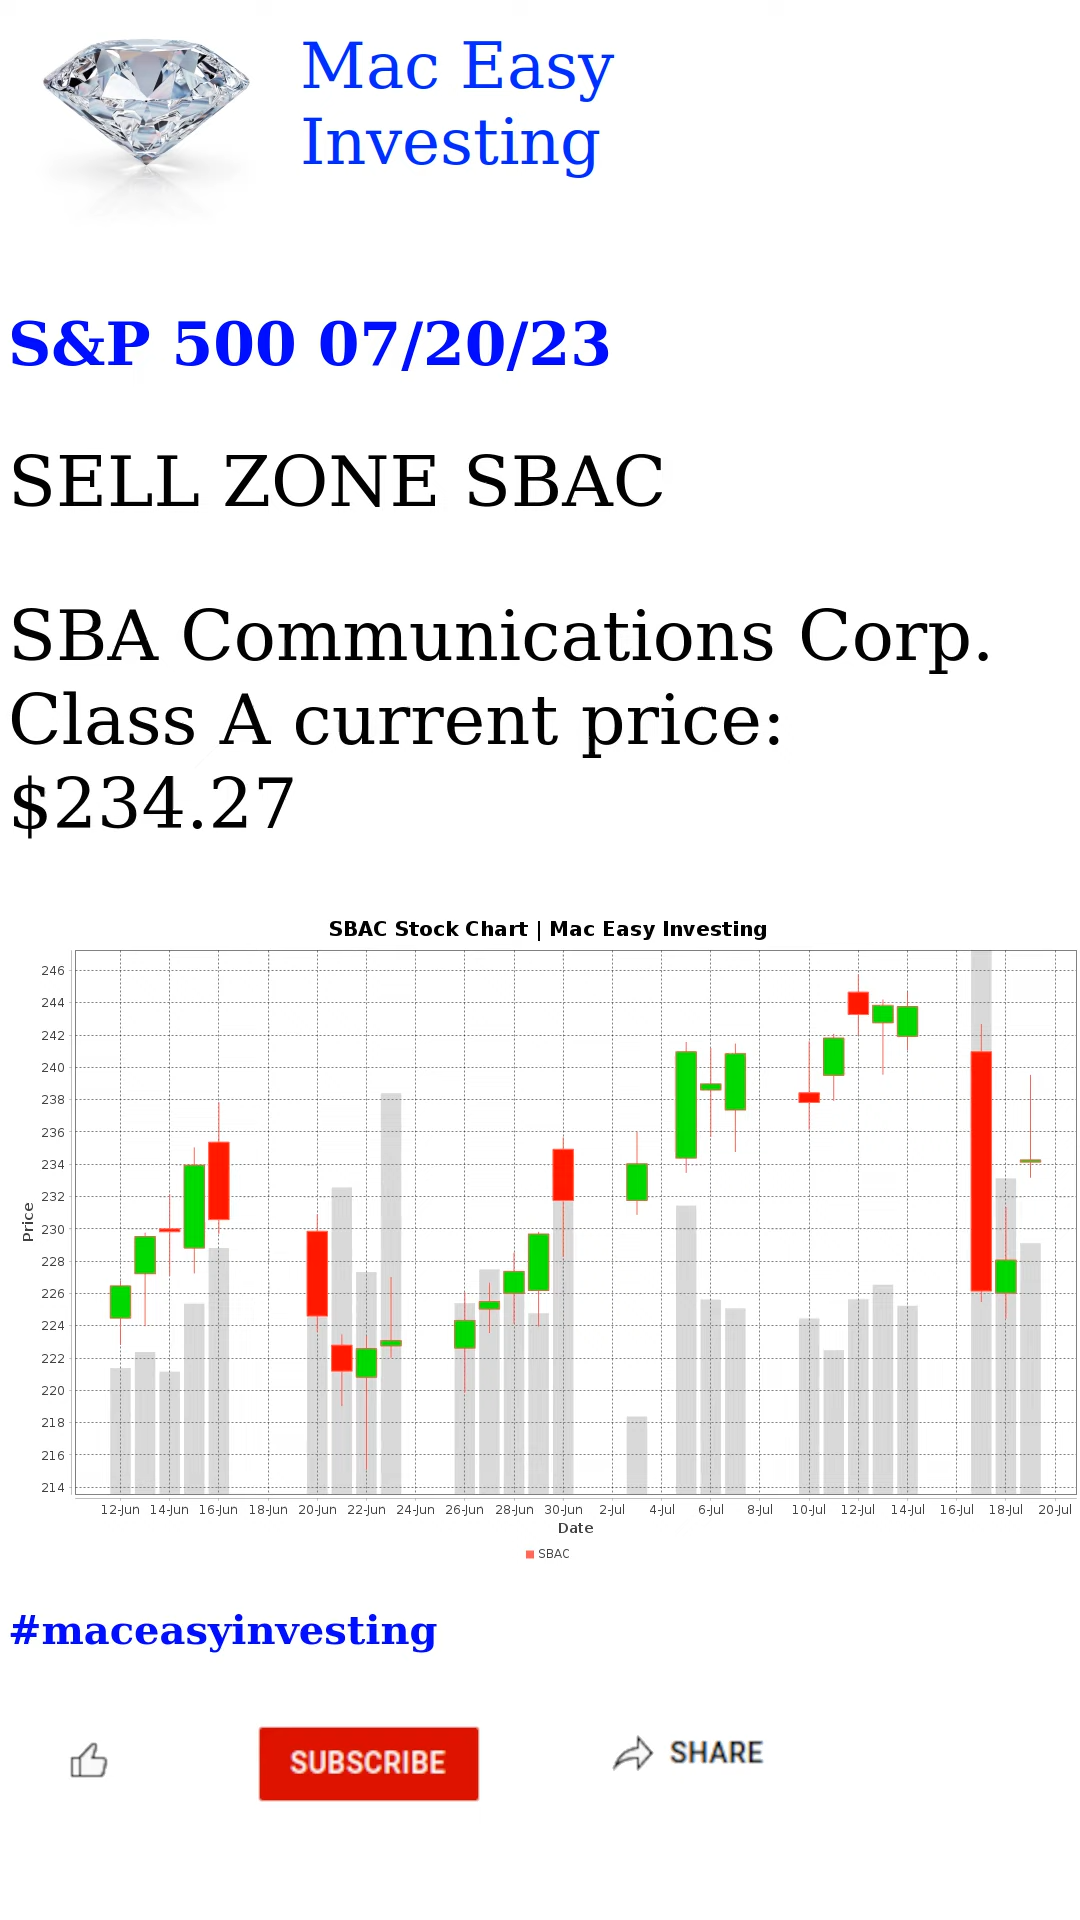 Mac Easy
Investing
S&P 500 07/20/23
SELL ZONE SBAC
SBA Communications Corp.
Class A current price:
$234.27
SBAC Stock Chart | Mac Easy Investing
246
244
242
240
238
236
234
232
230
228
226
224
222
220
218
216
214
Price
12-Jun 14-Jun 16-Jun 18-Jun 20-Jun 22-Jun 24-Jun 26-Jun 28-Jun 30-Jun 2-Jul 4-Jul 6-Jul 8-Jul 10-Jul 12-Jul 14-Jul 16-Jul 18-Jul 20-Jul
Date
SBAC
#maceasyinvesting
SUBSCRIBE
SHARE